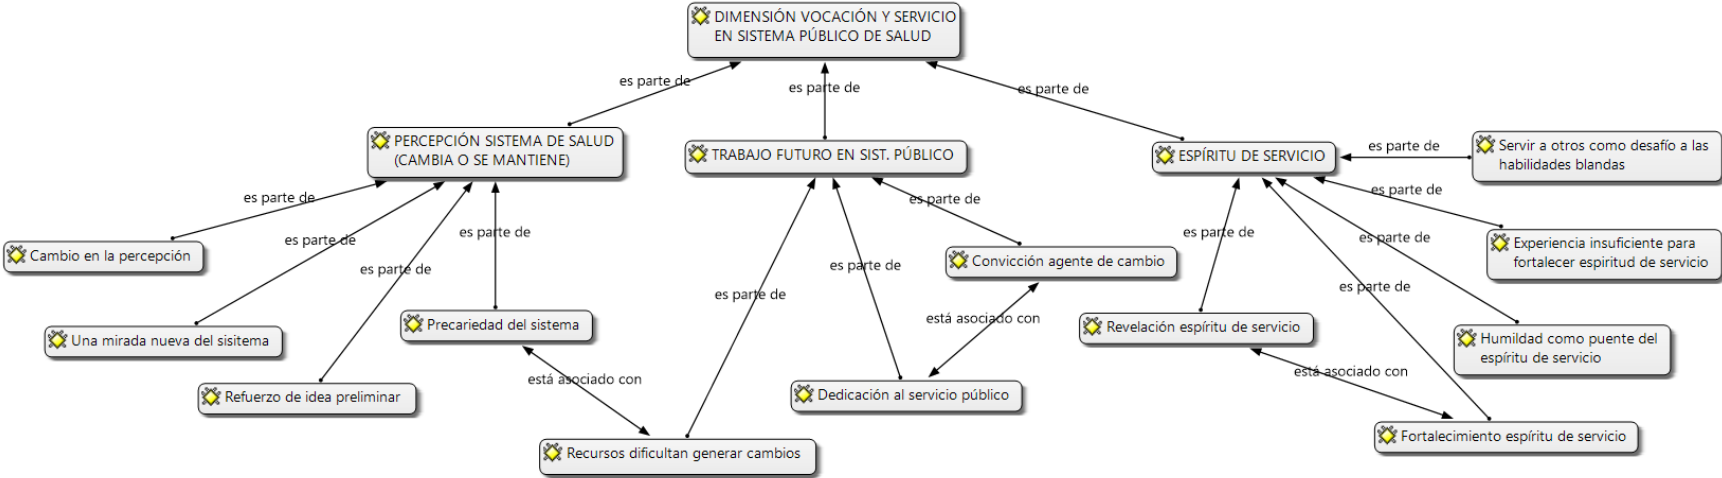 DIMENSIÓN VOCACIÓN Y SERVICIO
EN SISTEMA PÚBLICO DE SALUD
es parte de
es parte de
es parte de
PERCEPCIÓN SISTEMA DE SALUD
(CAMBIA O SE MANTIENE)
TRABAJO FUTURO EN SIST. PÚBLICO
ESPÍRITU DE SERVICIO
es parte de
Servir a otros como desafío a las
habilidades blandas
es parte de
es parte de
es parte de
es parte de
es parte de
es parte de
es parte de
es parte de
es parte de
es parte de
es parte de
es parte de
Cambio en la percepción
Convicción agente de cambio
Experiencia insuficiente para
fortalecer espiritud de servicio
Una mirada nueva del sisitema
Precariedad del sistema
está asociado con
Revelación espíritu de servicio
Humildad como puente del
espíritu de servicio
Refuerzo de idea preliminar
está asociado con
Dedicación al servicio público
está asociado con
Recursos dificultan generar cambios
Fortalecimiento espíritu de servicio